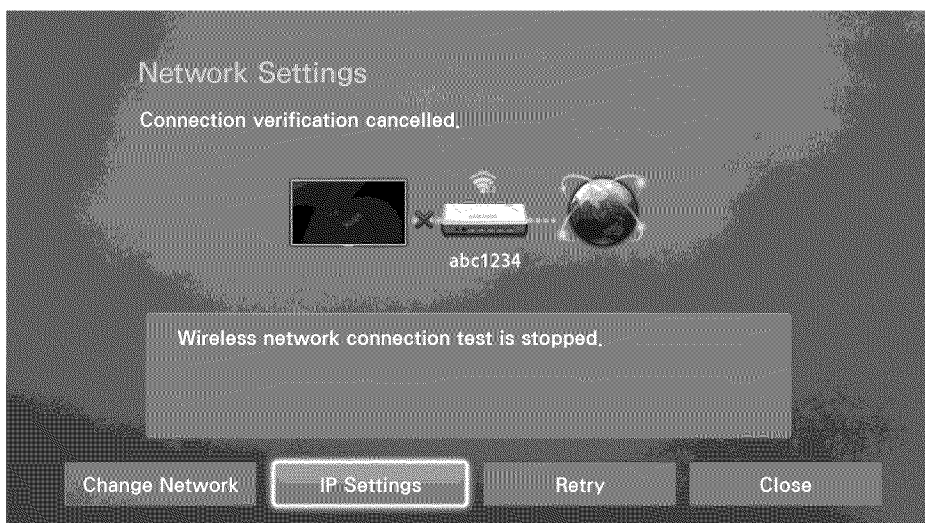 Network Settings
Connection verification cancelled.
abc1234
Wireless network connection test is stopped.
Change Network
IP Settings
Retry
Close